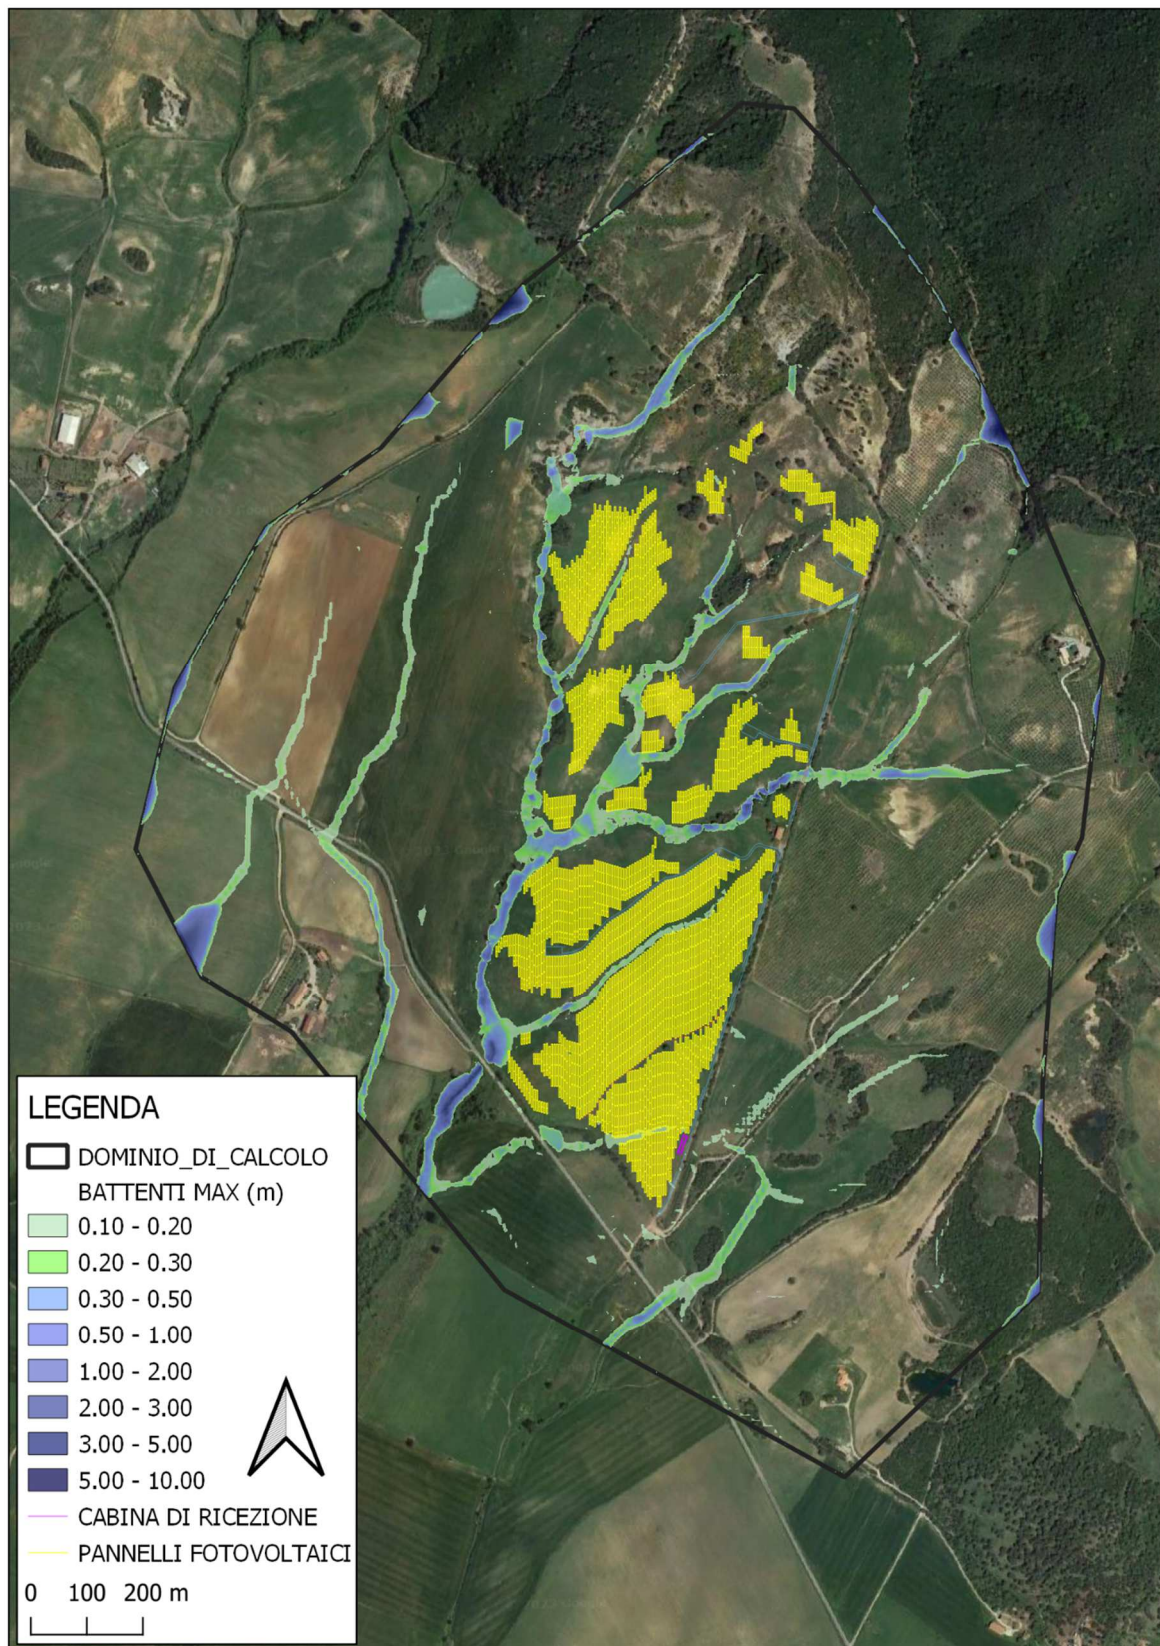 LEGENDA
DOMINIO_DI_CALCOLO
BATTENTI MAX (m)
0.10 - 0.20
0.20 - 0.30
0.30 - 0.50
0.50 - 1.00
1.00 - 2.00
2.00 - 3.00
3.00 - 5.00
5.00 - 10.00
CABINA DI RICEZIONE
PANNELLI FOTOVOLTAICI
0 100 200 m